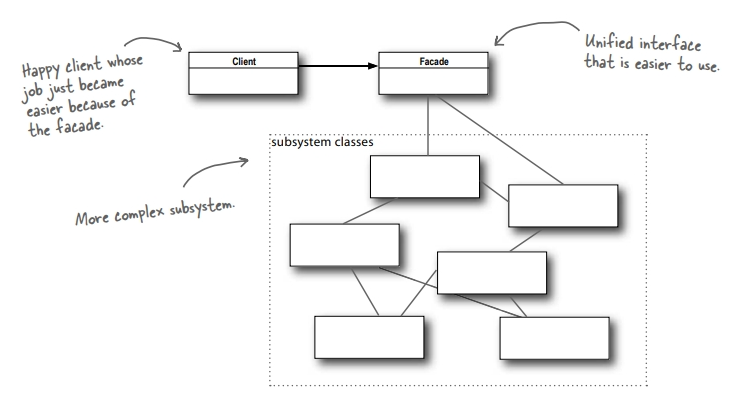 Happy client whose
job just became
easier because of
the facade.
Client
Facade
Unified interface
that is easier to use.
subsystem classes
More complex subsystem.